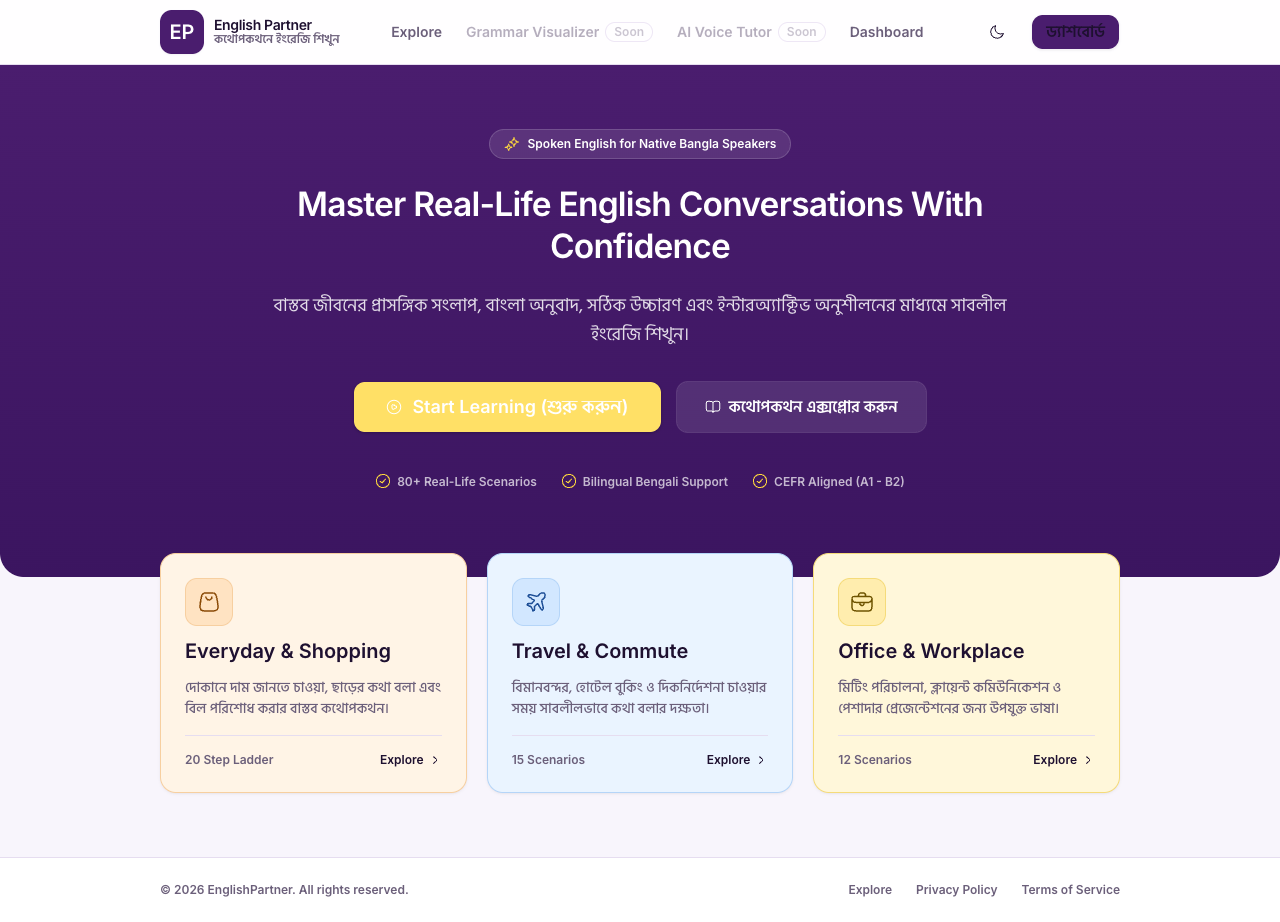 EP
English Partner
কথোপকথনে ইংরেজি শিখুন
Explore
Grammar Visualizer Soon
AI Voice Tutor Soon
Dashboard
ড্যাশবোর্ড
Spoken English for Native Bangla Speakers
Master Real-Life English Conversations With
Confidence
বাস্তব জীবনের প্রাসঙ্গিক সংলাপ, বাংলা অনুবাদ, সঠিক উচ্চারণ এবং ইন্টারঅ্যাক্টিভ অনুশীলনের মাধ্যমে সাবলীল
ইংরেজি শিখুন।
Start Learning (শুরু করুন)
কথোপকথন এক্সপ্লোর করুন
80+ Real-Life Scenarios
Bilingual Bengali Support
CEFR Aligned (A1 - B2)
Everyday & Shopping
দোকানে দাম জানতে চাওয়া, ছাড়ের কথা বলা এবং
বিল পরিশোধ করার বাস্তব কথোপকথন।
20 Step Ladder
Explore
Travel & Commute
বিমানবন্দর, হোটেল বুকিং ও দিকনির্দেশনা চাওয়ার
সময় সাবলীলভাবে কথা বলার দক্ষতা।
15 Scenarios
Explore
Office & Workplace
মিটিং পরিচালনা, ক্লায়েন্ট কমিউনিকেশন ও
পেশাদার প্রেজেন্টেশনের জন্য উপযুক্ত ভাষা।
12 Scenarios
Explore
© 2026 EnglishPartner. All rights reserved.
Explore
Privacy Policy
Terms of Service